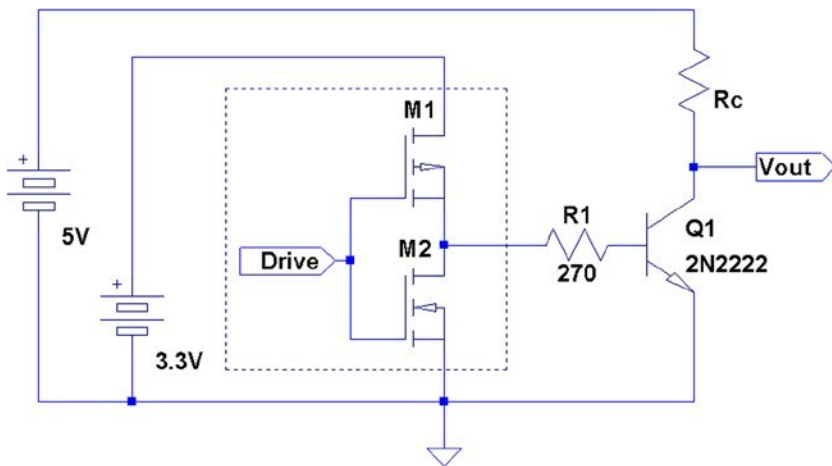 M1
Rc
+
Vout
5V
R1
Q1
Drive
M2
270
2N2222
+
3.3V